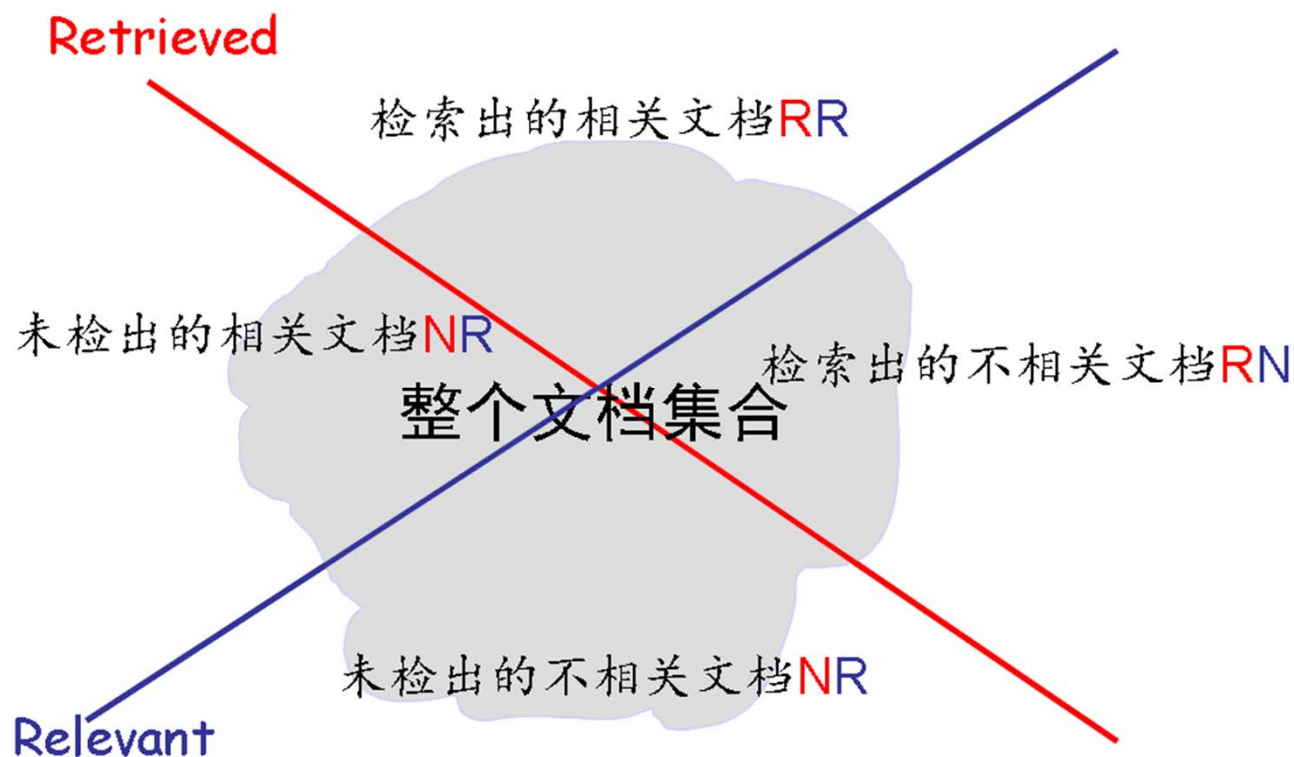 Retrieved
检索出的相关文档RR
未检出的相关文档NR
检索出的不相关文档RN
整个文档集合
未检出的不相关文档NR
Relevant